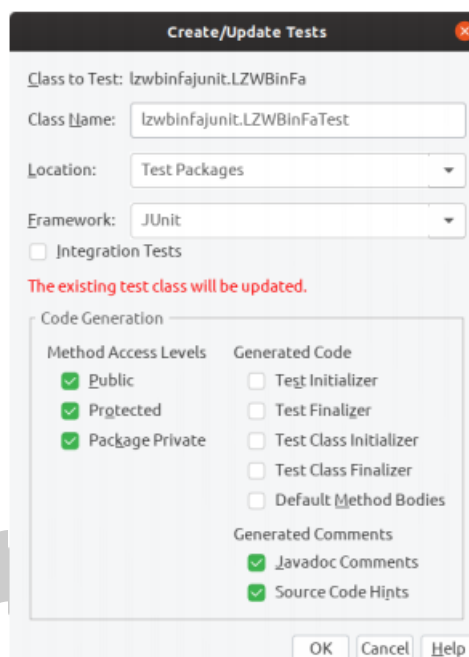 Create/Update Tests
Class to Test: lzwbinfajunit.LZWBinFa
Class Name: lzwbinfajunit.LZWBinFaTest
Location: Test Packages
Framework: JUnit
Integration Tests
The existing test class will be updated.
Code Generation
Method Access Levels
Public
Protected
Package Private
Generated Code
Test Initializer
Test Finalizer
Test Class Initializer
Test Class Finalizer
Default Method Bodies
Generated Comments
Javadoc Comments
Source Code Hints
OK Cancel Help